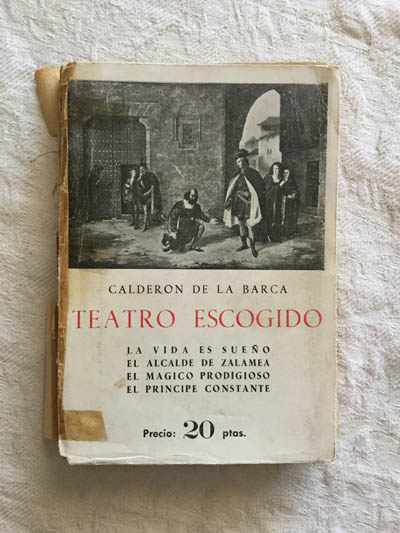 CALDERON DE LA BARCA
TEATRO ESCOGIDO
LA VIDA ES SUEÑO
EL ALCALDE DE ZALAMEA
EL MAGICO PRODIGIOSO
EL PRINCIPE CONSTANTE
Precio: 20 ptas.